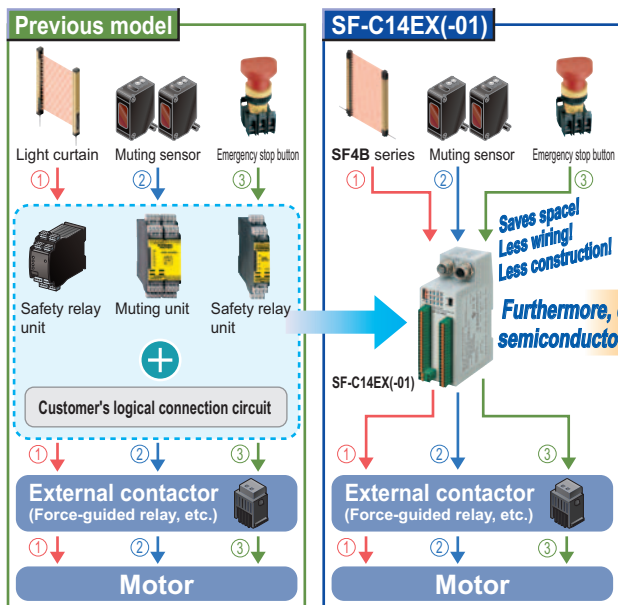 Previous model
Light curtain
Muting sensor
Emergency stop button
1
2
3
Safety relay
unit
Muting unit
Safety relay
unit
+
Customer's logical connection circuit
1
2
3
External contactor
(Force-guided relay, etc.)
1
2
3
Motor
SF-C14EX(-01)
SF4B series
Muting sensor
Emergency stop button
1
2
3
Saves space!
Less wiring!
Less construction!
Furthermore,
SF-C14EX(-01)
1
2
3
External contactor
(Force-guided relay, etc.)
1
2
3
Motor